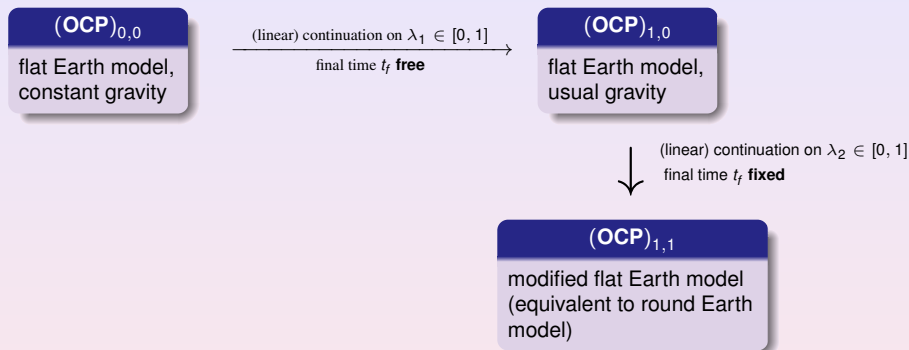 (OCP)₀,₀
flat Earth model,
constant gravity
(linear) continuation on λ₁ ∈ [0, 1]
final time t_f free
(OCP)₁,₀
flat Earth model,
usual gravity
(linear) continuation on λ₂ ∈ [0, 1]
final time t_f fixed
(OCP)₁,₁
modified flat Earth model
(equivalent to round Earth
model)